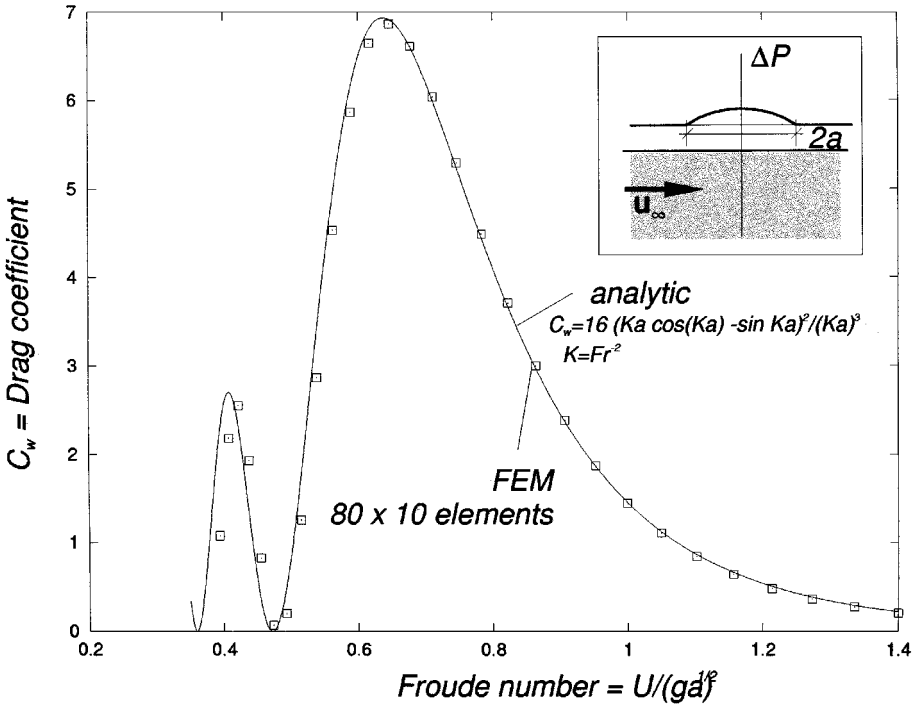 7
6
5
4
3
2
1
0
0.2
0.4
0.6
0.8
1
1.2
1.4
C_w = Drag coefficient
Froude number = U/(ga)^1/2
ΔP
2a
u_∞
analytic
C_w=16 (Ka cos(Ka) -sin Ka)^2/(Ka)^3
K=Fr^-2
FEM
80 x 10 elements